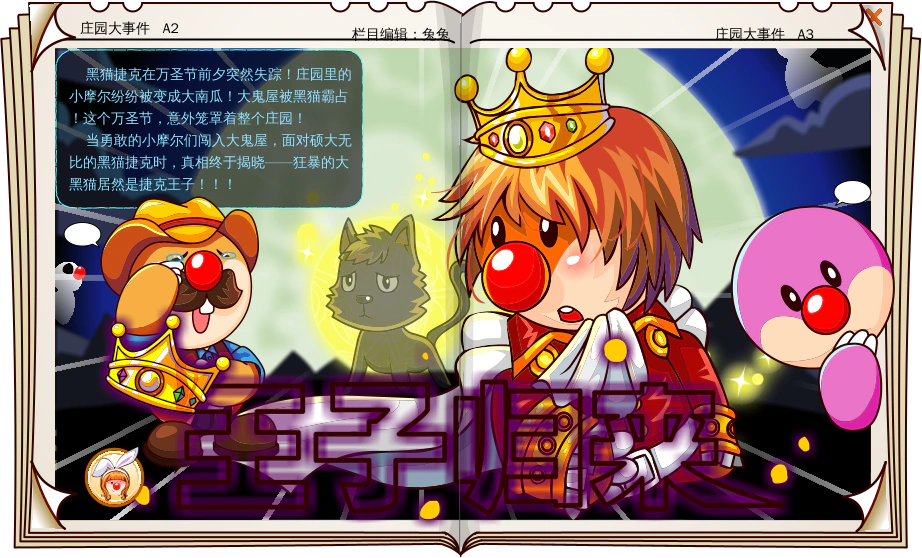 庄园大事件 A2
栏目编辑：兔兔
庄园大事件 A3
黑猫捷克在万圣节前夕突然失踪！庄园里的
小摩尔纷纷被变成大南瓜！大鬼屋被黑猫霸占
！这个万圣节，意外笼罩着整个庄园！
当勇敢的小摩尔们闯入大鬼屋，面对硕大无
比的黑猫捷克时，真相终于揭晓——狂暴的大
黑猫居然是捷克王子！！！
王子归来